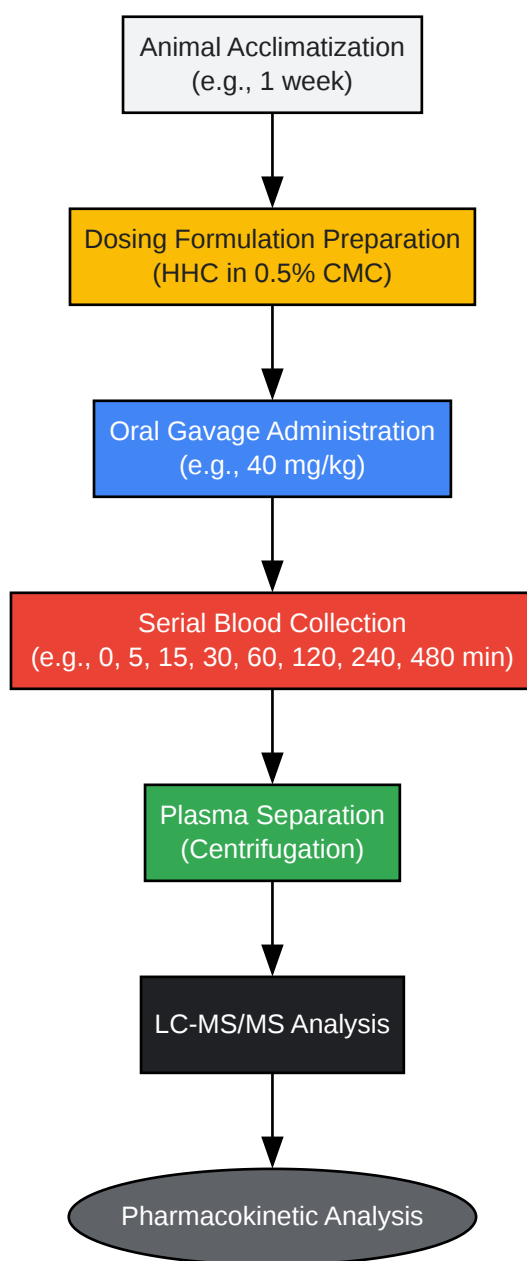 Animal Acclimatization
(e.g., 1 week)
Dosing Formulation Preparation
(HHC in 0.5% CMC)
Oral Gavage Administration
(e.g., 40 mg/kg)
Serial Blood Collection
(e.g., 0, 5, 15, 30, 60, 120, 240, 480 min)
Plasma Separation
(Centrifugation)
LC-MS/MS Analysis
Pharmacokinetic Analysis